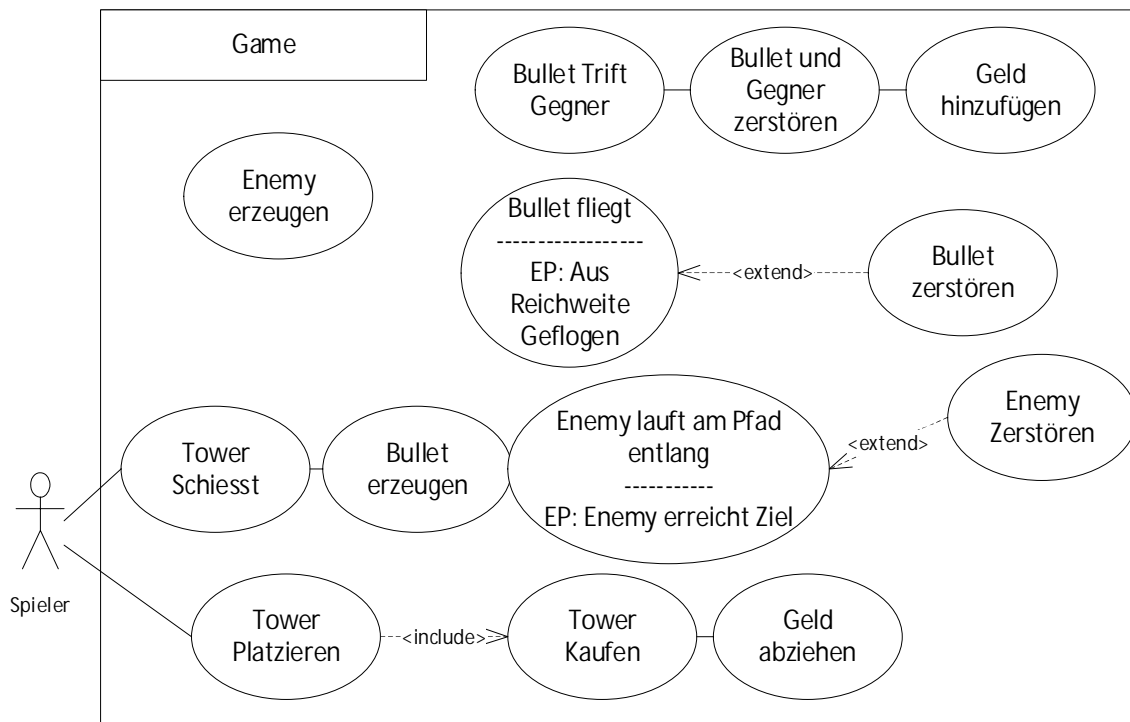 Game
Bullet Trift
Gegner
Bullet und
Gegner
zerstören
Geld
hinzufügen
Enemy
erzeugen
Bullet fliegt
------------------
EP: Aus
Reichweite
Geflogen
<extend>
Bullet
zerstören
Enemy lauft am Pfad
entlang
-----------
EP: Enemy erreicht Ziel
<extend>
Enemy
Zerstören
Tower
Schiesst
Bullet
erzeugen
Spieler
Tower
Platzieren
<include>
Tower
Kaufen
Geld
abziehen